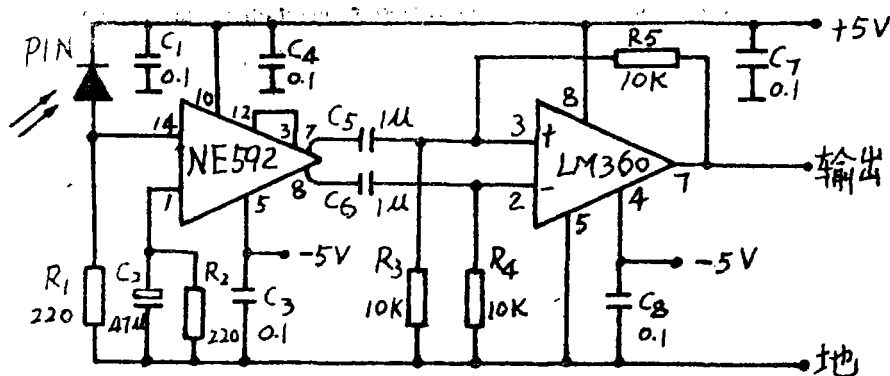 PIN
C1
0.1
C4
0.1
R5
10K
C7
0.1
+5V
10
12
3
7
14
NE592
8
1
5
C5
1μ
C6
1μ
3
+
8
LM360
7
2
−
5
4
输出
−5V
−5V
R1
220
C2
47μ
R2
220
C3
0.1
R3
10K
R4
10K
C8
0.1
地